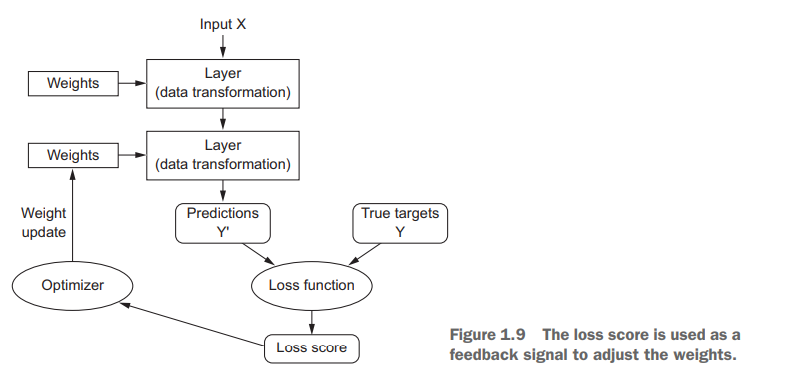 Input X
Weights
Layer
(data transformation)
Weights
Layer
(data transformation)
Weight
update
Predictions
Y'
True targets
Y
Optimizer
Loss function
Loss score
Figure 1.9 The loss score is used as a
feedback signal to adjust the weights.